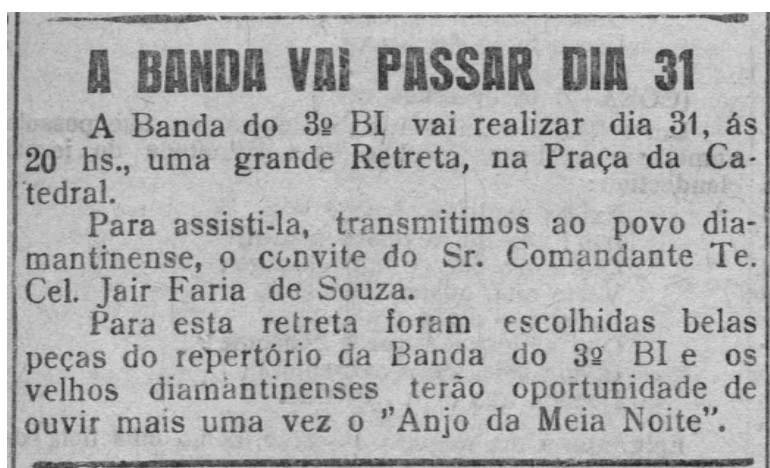 A BANDA VAI PASSAR DIA 31
A Banda do 3º BI vai realizar dia 31, ás
20 hs., uma grande Retreta, na Praça da Ca-
tedral.
Para assisti-la, transmitimos ao povo dia-
mantinense, o convite do Sr. Comandante Te.
Cel. Jair Faria de Souza.
Para esta retreta foram escolhidas belas
peças do repertório da Banda do 3º BI e os
velhos diamantinenses terão oportunidade de
ouvir mais uma vez o "Anjo da Meia Noite".